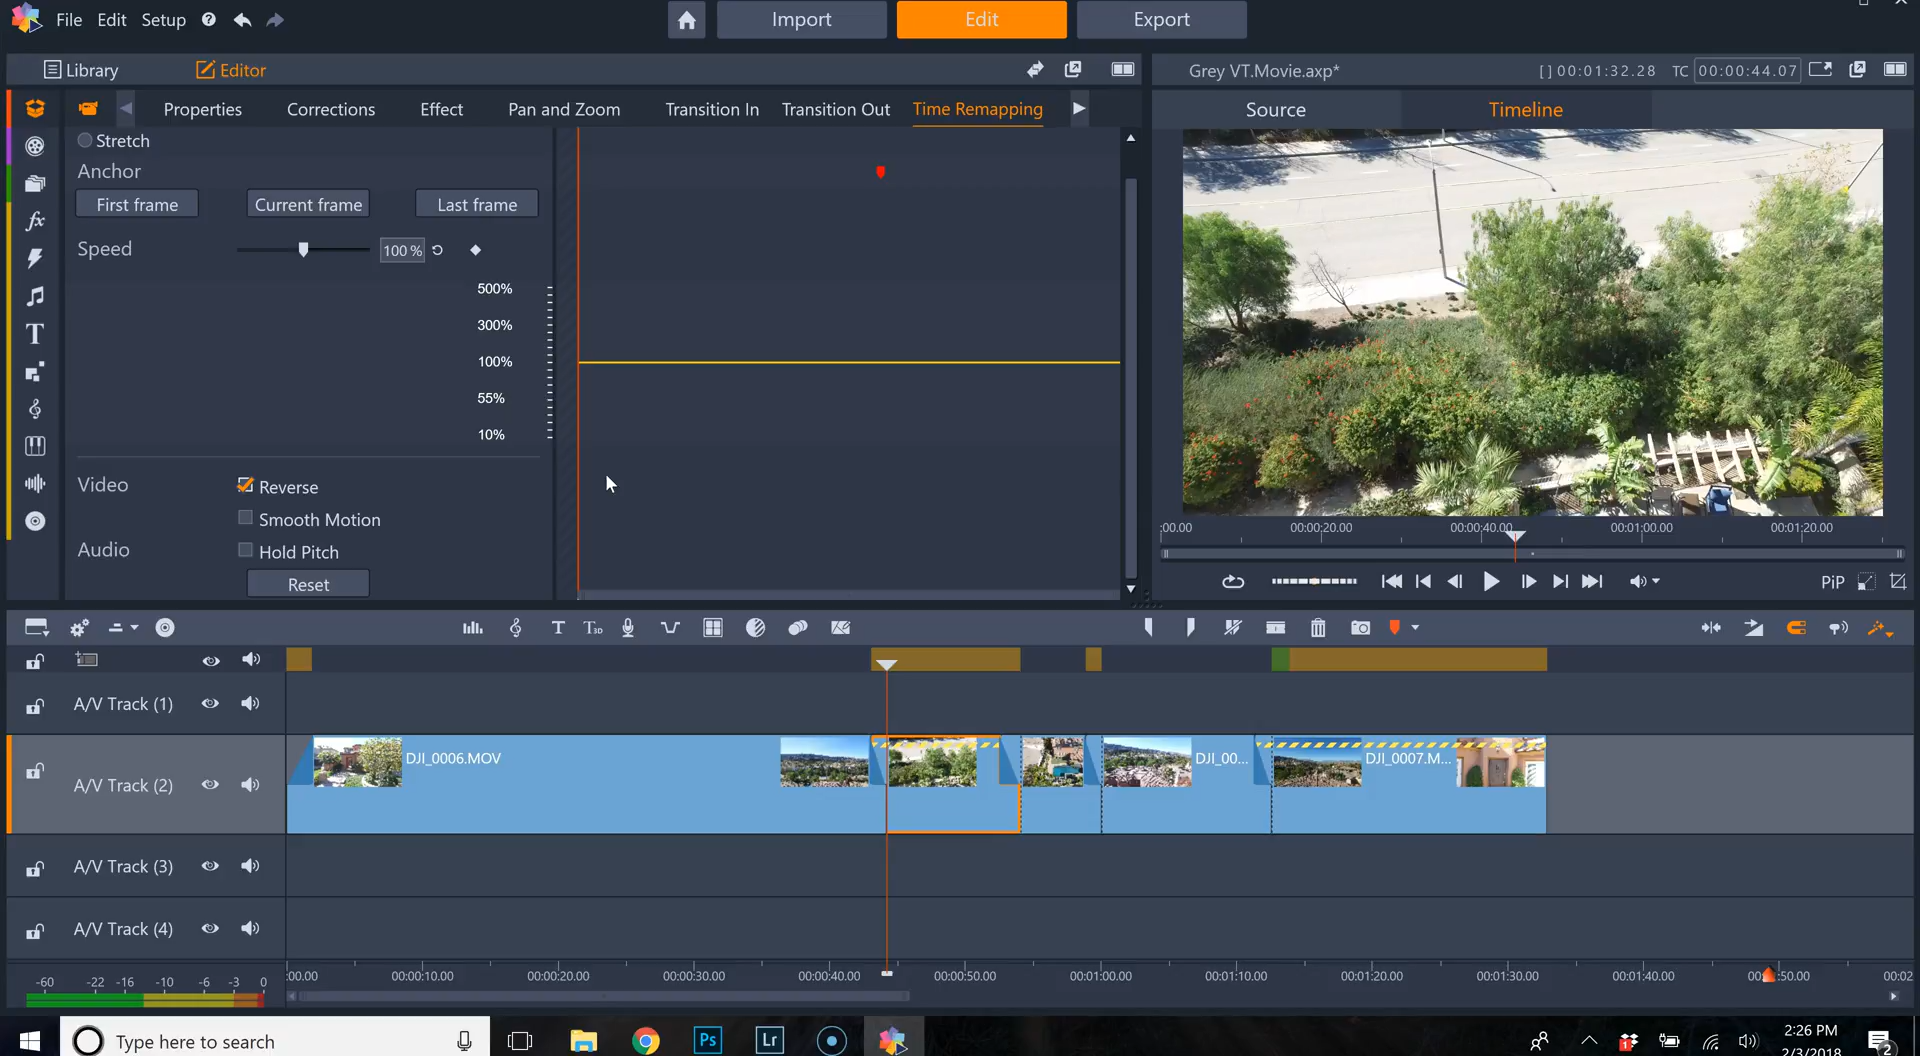 File Edit Setup
Import Edit Export
Library Editor
Grey VT.Movie.axp* [ ] 00:01:32.28 TC 00:00:44.07
Properties Corrections Effect Pan and Zoom Transition In Transition Out Time Remapping
Source Timeline
Stretch
Anchor
First frame Current frame Last frame
Speed 100 %
500%
300%
100%
55%
10%
Video Reverse
Smooth Motion
Audio Hold Pitch
Reset
:00.00 00:00:20.00 00:00:40.00 00:01:00.00 00:01:20.00
PiP
A/V Track (1)
A/V Track (2)
DJI_0006.MOV DJI_00... DJI_0007.M...
A/V Track (3)
A/V Track (4)
-60 -22 -16 -10 -6 -3 0
:00.00 00:00:10.00 00:00:20.00 00:00:30.00 00:00:40.00 00:00:50.00 00:01:00.00 00:01:10.00 00:01:20.00 00:01:30.00 00:01:40.00 00:02
Type here to search
Ps Lr
2:26 PM
2/3/2018
2